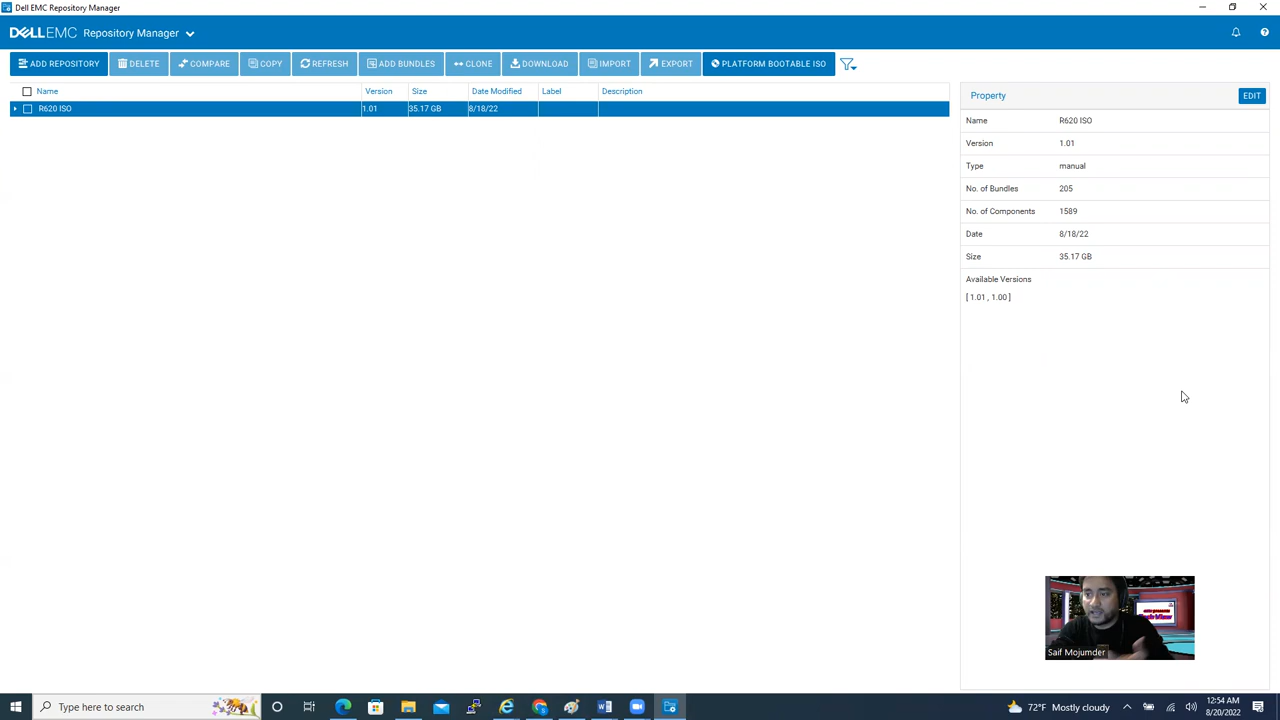 Dell EMC Repository Manager
DELLEMC Repository Manager
ADD REPOSITORY DELETE COMPARE COPY REFRESH ADD BUNDLES CLONE DOWNLOAD IMPORT EXPORT PLATFORM BOOTABLE ISO
Name Version Size Date Modified Label Description
R620 ISO 1.01 35.17 GB 8/18/22
Property EDIT
Name R620 ISO
Version 1.01
Type manual
No. of Bundles 205
No. of Components 1589
Date 8/18/22
Size 35.17 GB
Available Versions
[ 1.01 , 1.00 ]
Saif Mojumder
Type here to search
72°F Mostly cloudy
12:54 AM
8/20/2022